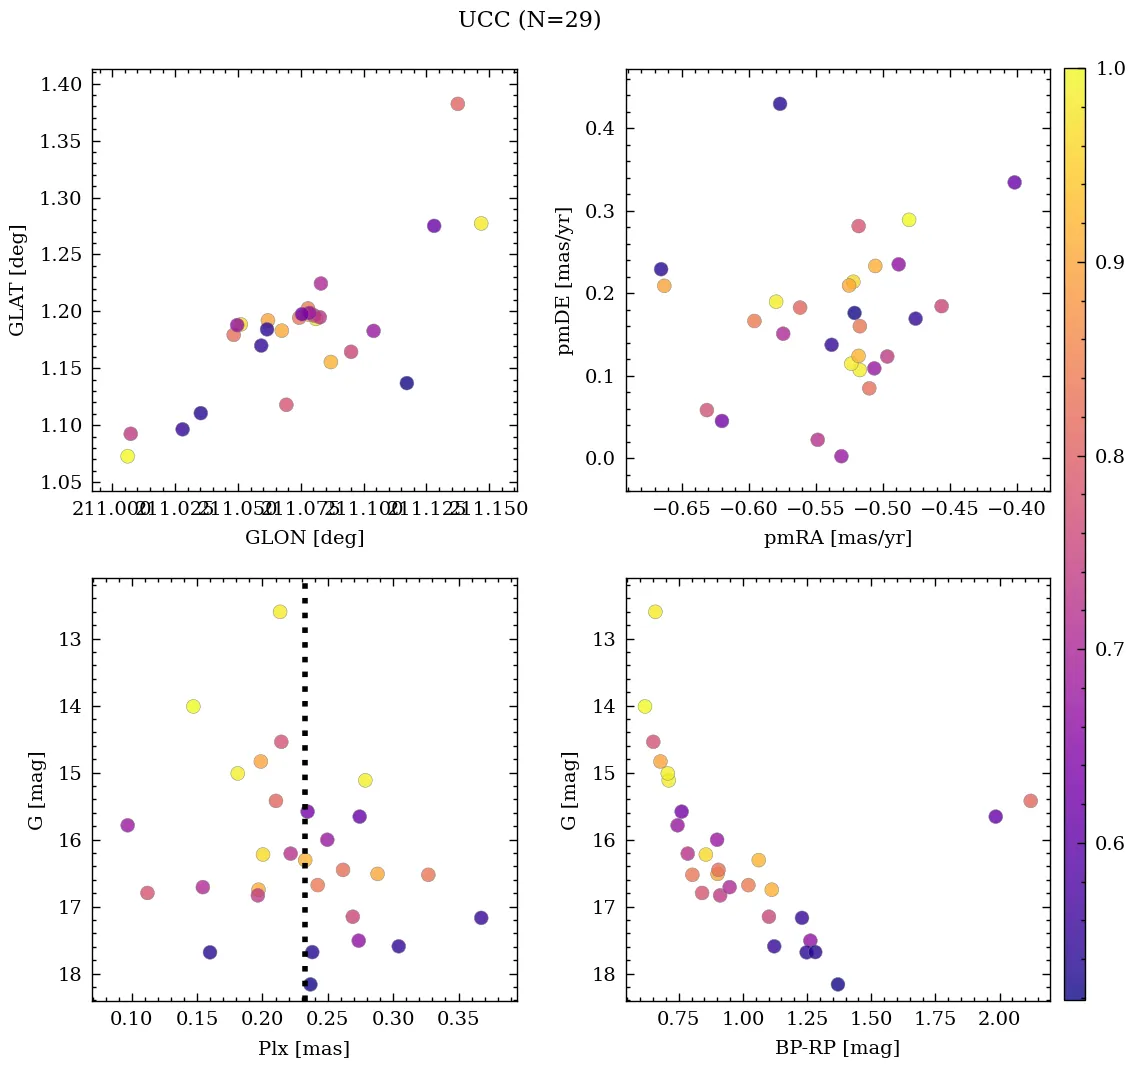 UCC (N=29)
1.40
1.35
1.30
1.25
1.20
1.15
1.10
1.05
GLAT [deg]
211.000 211.025 211.050 211.075 211.100 211.125 211.150
GLON [deg]
0.4
0.3
0.2
0.1
0.0
pmDE [mas/yr]
−0.65 −0.60 −0.55 −0.50 −0.45 −0.40
pmRA [mas/yr]
13
14
15
16
17
18
G [mag]
0.10 0.15 0.20 0.25 0.30 0.35
Plx [mas]
13
14
15
16
17
18
G [mag]
0.75 1.00 1.25 1.50 1.75 2.00
BP-RP [mag]
1.0
0.9
0.8
0.7
0.6